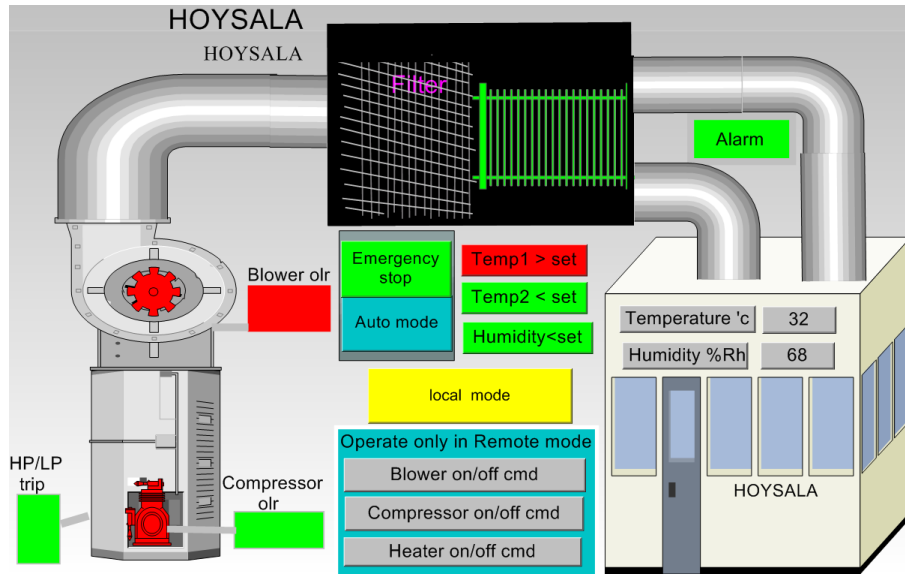 HOYSALA
HOYSALA
Filter
Alarm
Blower olr
Emergency
stop
Auto mode
Temp1 > set
Temp2 < set
Humidity<set
Temperature 'c
32
Humidity %Rh
68
local mode
Operate only in Remote mode
Blower on/off cmd
Compressor on/off cmd
Heater on/off cmd
HP/LP
trip
Compressor
olr
HOYSALA